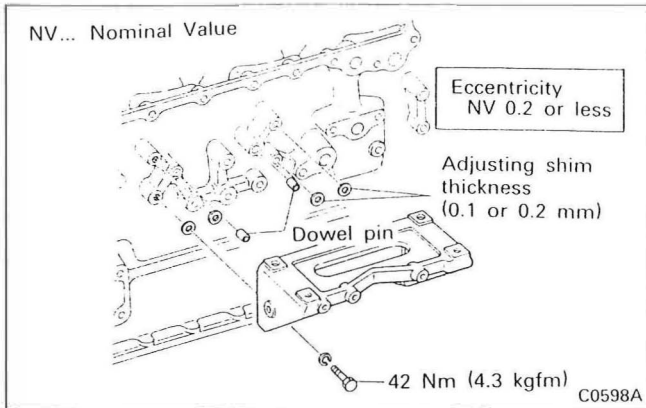 NV... Nominal Value
Eccentricity
NV 0.2 or less
Adjusting shim
thickness
(0.1 or 0.2 mm)
Dowel pin
42 Nm (4.3 kgfm)
C0598A